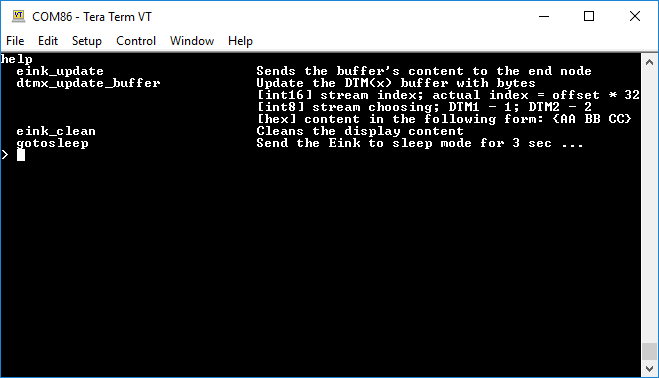 COM86 - Tera Term VT
File Edit Setup Control Window Help
help
eink_update Sends the buffer's content to the end node
dtmx_update_buffer Update the DTM(x) buffer with bytes
[int16] stream index; actual index = offset * 32
[int8] stream choosing; DTM1 - 1; DTM2 - 2
[hex] content in the following form: {AA BB CC}
eink_clean Cleans the display content
gotosleep Send the Eink to sleep mode for 3 sec ...
>